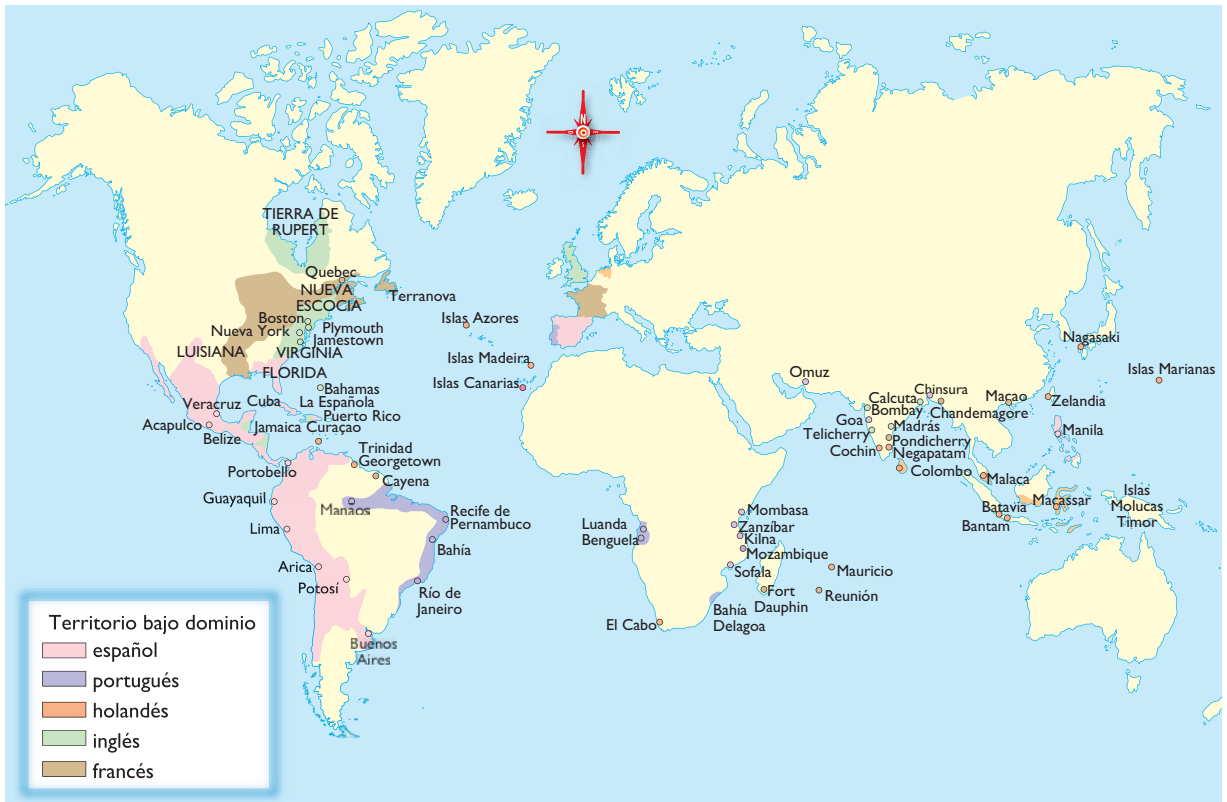 N
TIERRA DE
RUPERT
Quebec
NUEVA
ESCOCIA
Terranova
Boston
Nueva York
Plymouth
Jamestown
LUISIANA
VIRGINIA
FLORIDA
Bahamas
Veracruz
Cuba
La Española
Puerto Rico
Acapulco
Belize
Jamaica
Curaçao
Portobello
Trinidad
Georgetown
Cayena
Guayaquil
Manaos
Recife de
Pernambuco
Lima
Bahía
Arica
Potosí
Río de
Janeiro
Buenos
Aires
Islas Azores
Islas Madeira
Islas Canarias
Luanda
Benguela
El Cabo
Mombasa
Zanzíbar
Kilna
Mozambique
Sofala
Fort
Dauphin
Bahía
Delagoa
Mauricio
Reunión
Omuz
Calcuta
Chinsura
Bombay
Chandemagore
Goa
Madrás
Telicherry
Pondicherry
Cochin
Negapatam
Colombo
Maçao
Zelandia
Nagasaki
Islas Marianas
Manila
Malaca
Batavia
Bantam
Macassar
Islas
Molucas
Timor
Territorio bajo dominio
español
portugués
holandés
inglés
francés